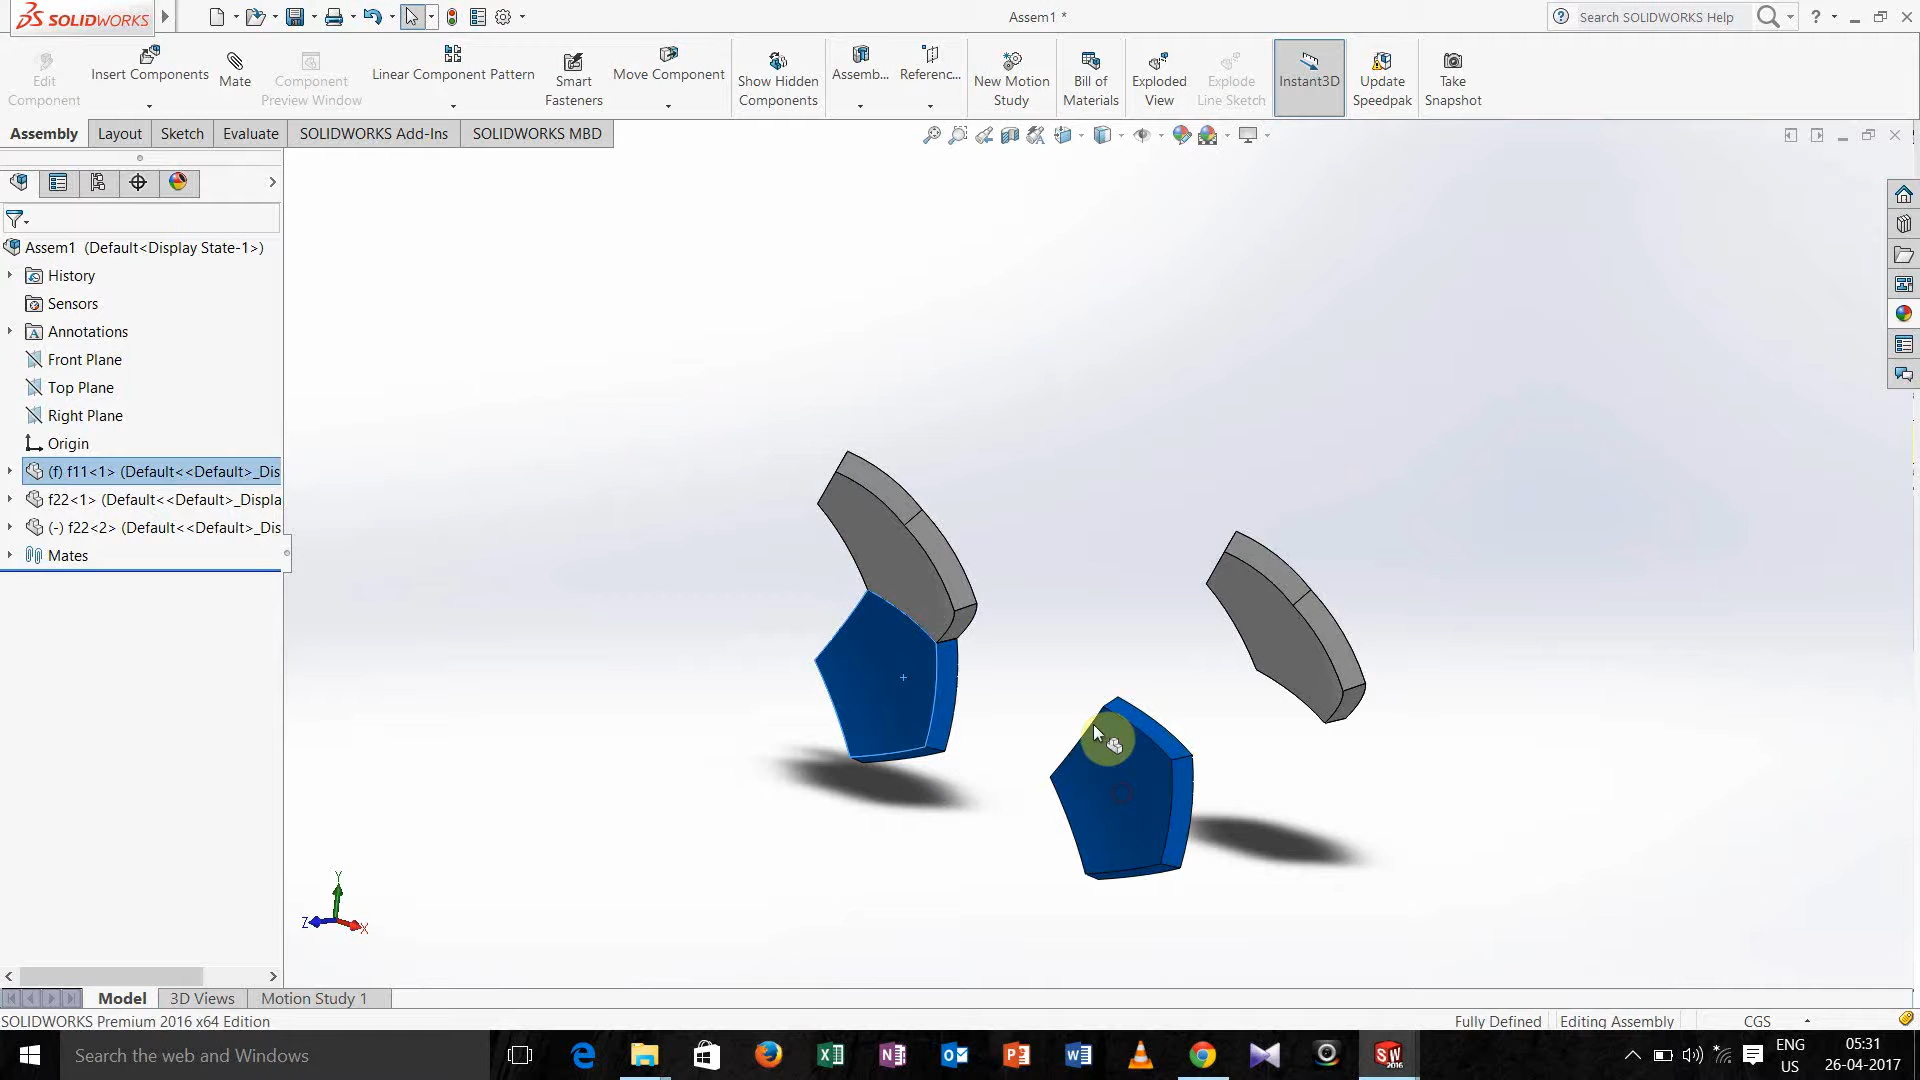 SOLIDWORKS
Assem1 *
Search SOLIDWORKS Help
Edit Component
Insert Components
Mate
Component Preview Window
Linear Component Pattern
Smart Fasteners
Move Component
Show Hidden Components
Assemb...
Referenc...
New Motion Study
Bill of Materials
Exploded View
Explode Line Sketch
Instant3D
Update Speedpak
Take Snapshot
Assembly
Layout
Sketch
Evaluate
SOLIDWORKS Add-Ins
SOLIDWORKS MBD
Assem1 (Default<Display State-1>)
History
Sensors
Annotations
Front Plane
Top Plane
Right Plane
Origin
(f) f11<1> (Default<<Default>_Dis
f22<1> (Default<<Default>_Displa
(-) f22<2> (Default<<Default>_Dis
Mates
Y
Z
X
Model
3D Views
Motion Study 1
SOLIDWORKS Premium 2016 x64 Edition
Fully Defined
Editing Assembly
CGS
Search the web and Windows
ENG
US
05:31
26-04-2017